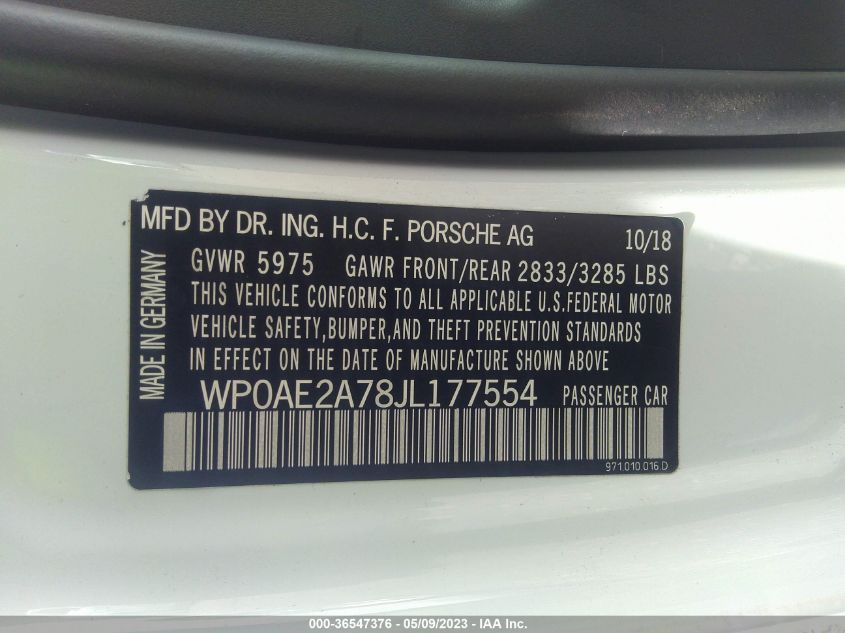 MFD BY DR. ING. H.C. F. PORSCHE AG 10/18
GVWR 5975 GAWR FRONT/REAR 2833/3285 LBS
THIS VEHICLE CONFORMS TO ALL APPLICABLE U.S.FEDERAL MOTOR
VEHICLE SAFETY,BUMPER,AND THEFT PREVENTION STANDARDS
IN EFFECT ON THE DATE OF MANUFACTURE SHOWN ABOVE
WP0AE2A78JL177554 PASSENGER CAR
971.010.016.D
MADE IN GERMANY
000-36547376 - 05/09/2023 - IAA Inc.